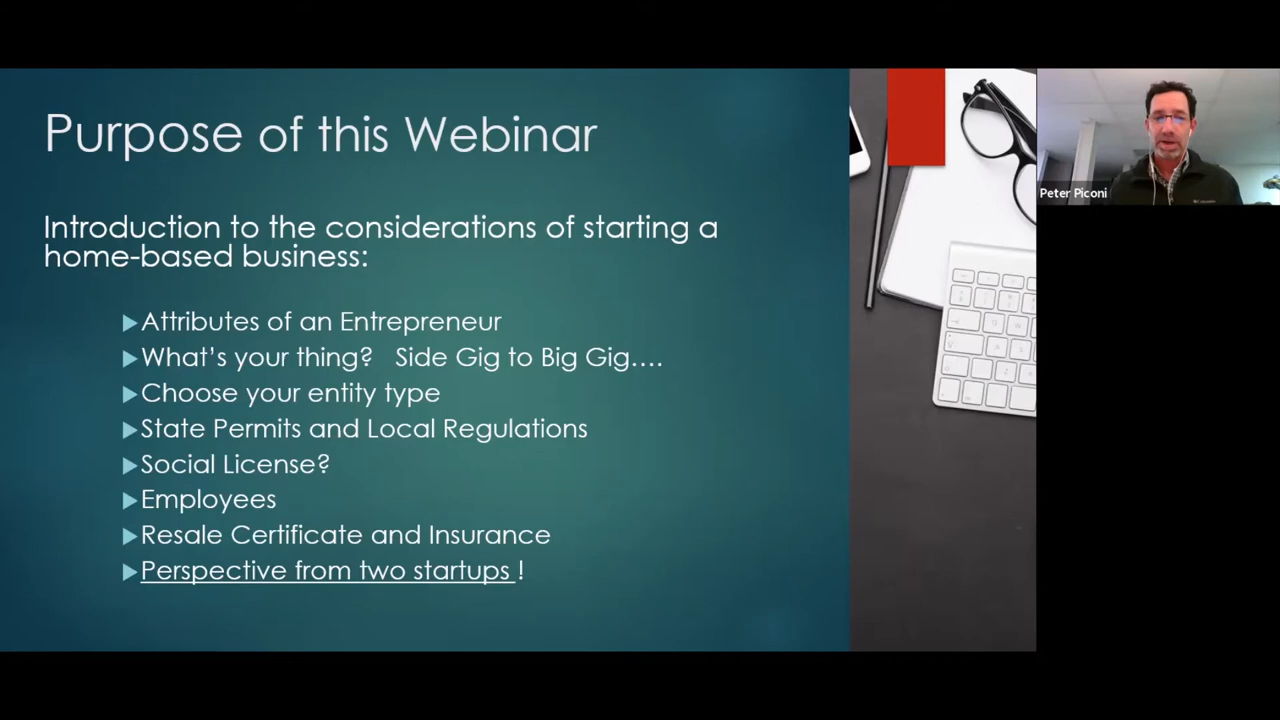 Purpose of this Webinar
Introduction to the considerations of starting a
home-based business:
Attributes of an Entrepreneur
What's your thing?   Side Gig to Big Gig....
Choose your entity type
State Permits and Local Regulations
Social License?
Employees
Resale Certificate and Insurance
Perspective from two startups !
Peter Piconi